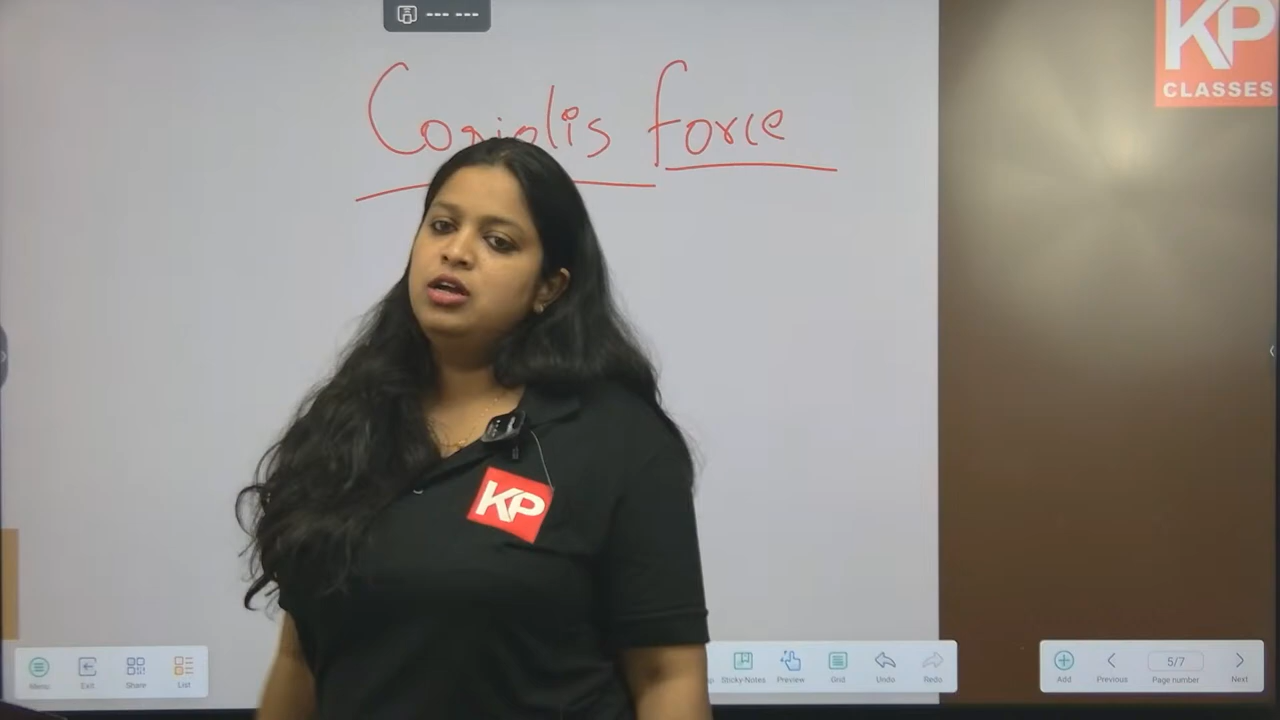 --- ---
KP
CLASSES
Coriolis force
KP
Menu
Exit
Share
List
Sticky-Notes
Preview
Grid
Undo
Redo
Add
Previous
5/7
Page number
Next